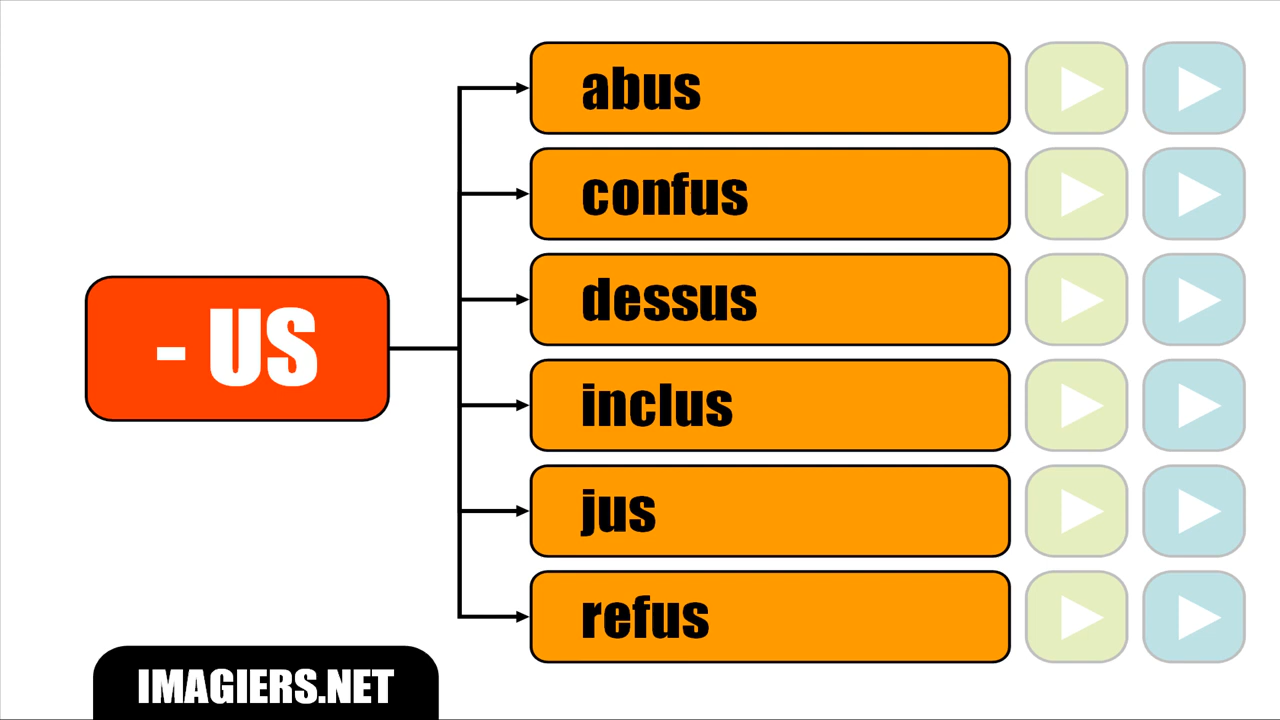 abus
confus
dessus
- US
inclus
jus
refus
IMAGIERS.NET